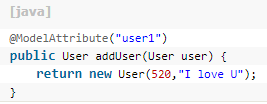 [java]
@ModelAttribute("user1")
public User addUser(User user) {
    return new User(520,"I love U");
}